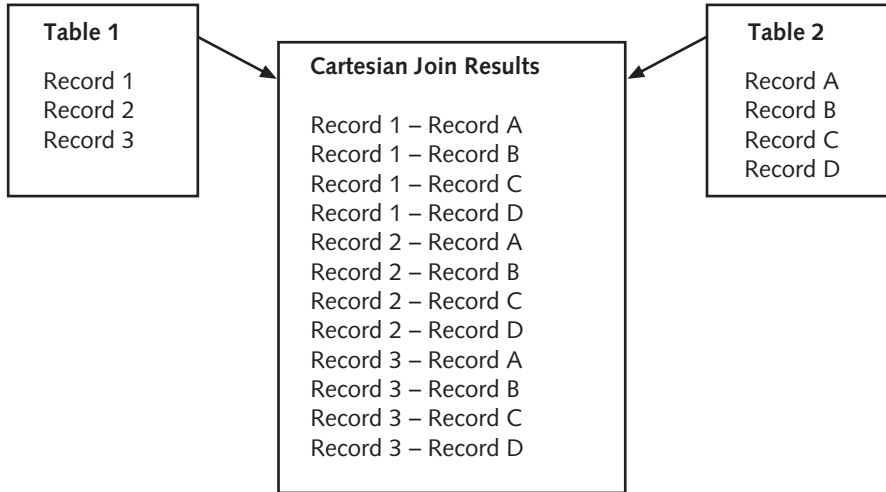 Table 1
Record 1
Record 2
Record 3
Cartesian Join Results
Record 1 – Record A
Record 1 – Record B
Record 1 – Record C
Record 1 – Record D
Record 2 – Record A
Record 2 – Record B
Record 2 – Record C
Record 2 – Record D
Record 3 – Record A
Record 3 – Record B
Record 3 – Record C
Record 3 – Record D
Table 2
Record A
Record B
Record C
Record D